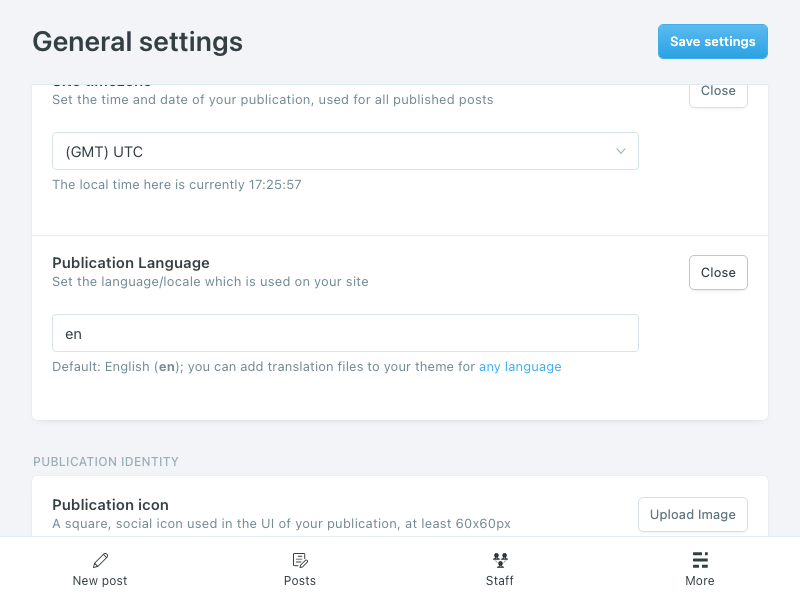 General settings
Save settings
Site timezone
Close
Set the time and date of your publication, used for all published posts
(GMT) UTC
The local time here is currently 17:25:57
Publication Language
Close
Set the language/locale which is used on your site
en
Default: English (en); you can add translation files to your theme for any language
PUBLICATION IDENTITY
Publication icon
Upload Image
A square, social icon used in the UI of your publication, at least 60x60px
New post
Posts
Staff
More